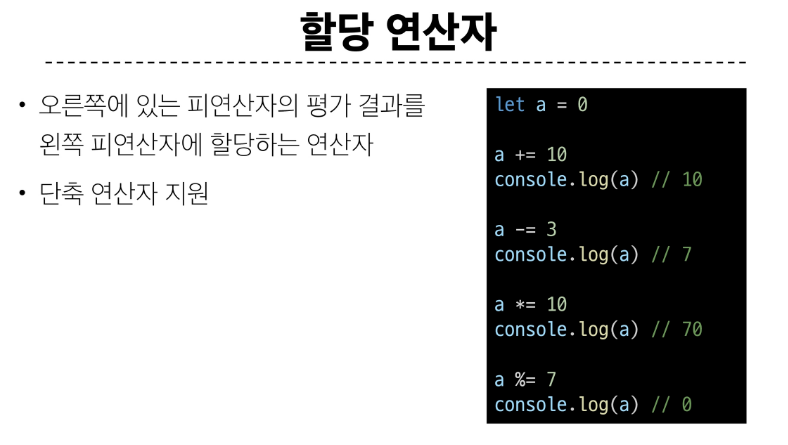 할당 연산자
• 오른쪽에 있는 피연산자의 평가 결과를
왼쪽 피연산자에 할당하는 연산자
• 단축 연산자 지원
let a = 0
a += 10
console.log(a) // 10
a -= 3
console.log(a) // 7
a *= 10
console.log(a) // 70
a %= 7
console.log(a) // 0